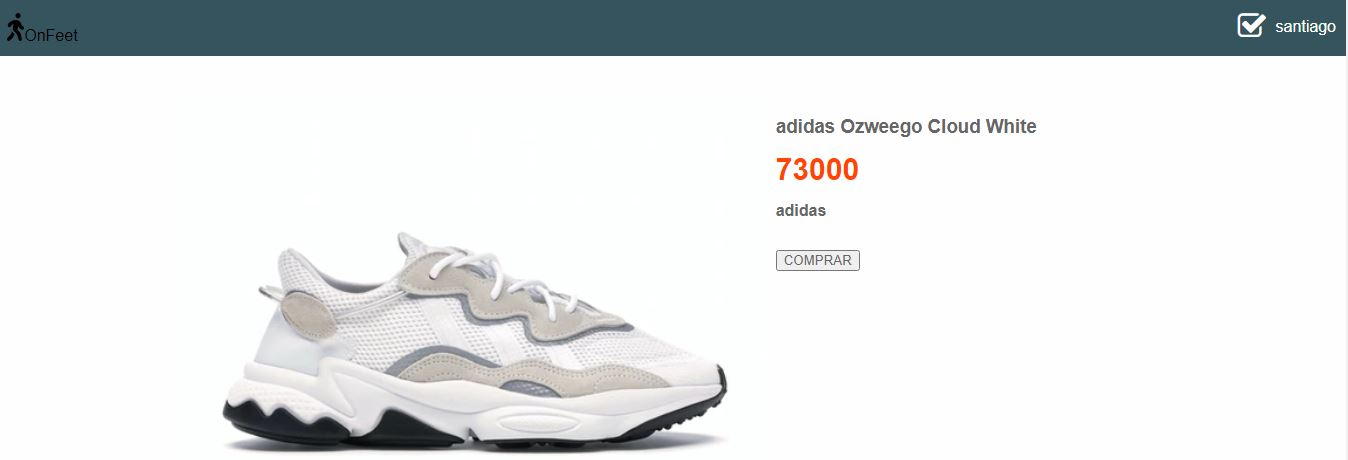 OnFeet
santiago
adidas Ozweego Cloud White
73000
adidas
COMPRAR